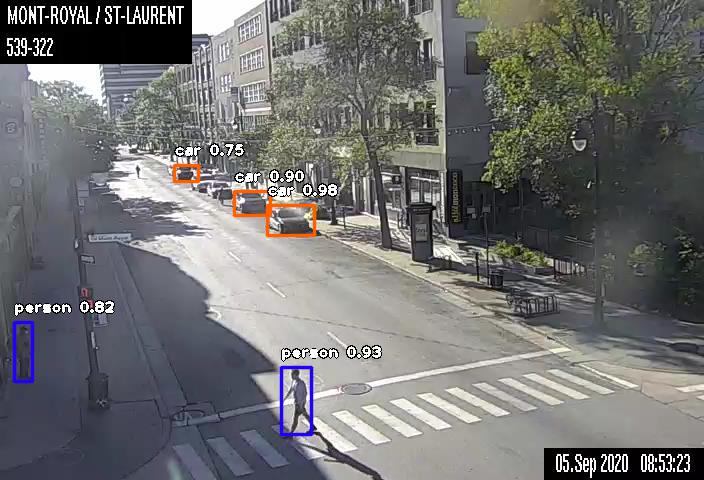 MONT-ROYAL / ST-LAURENT
539-322
car 0.75
car 0.90
car 0.98
person 0.82
person 0.93
05.Sep 2020 08:53:23